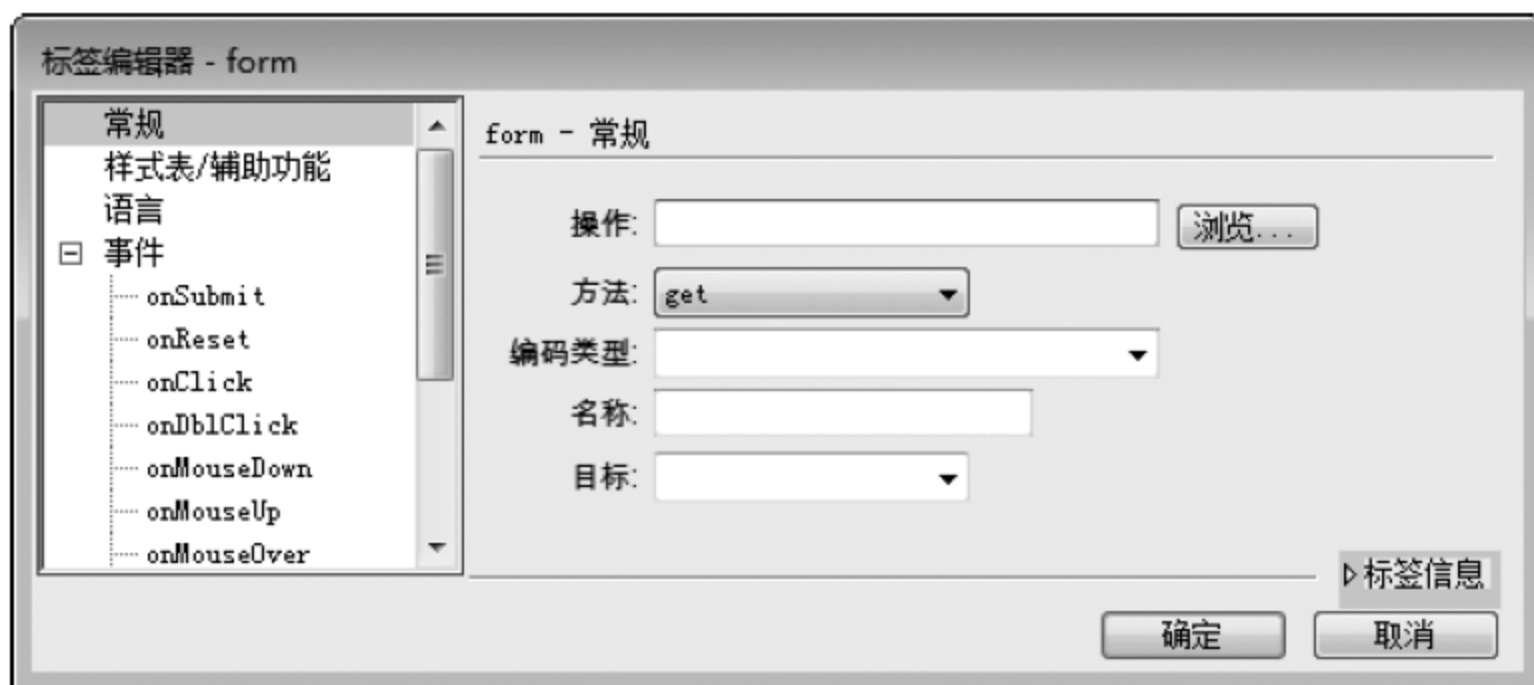 标签编辑器 - form
常规
样式表/辅助功能
语言
事件
onSubmit
onReset
onClick
onDblClick
onMouseDown
onMouseUp
onMouseOver
form - 常规
操作:
浏览...
方法: get
编码类型:
名称:
目标:
标签信息
确定
取消